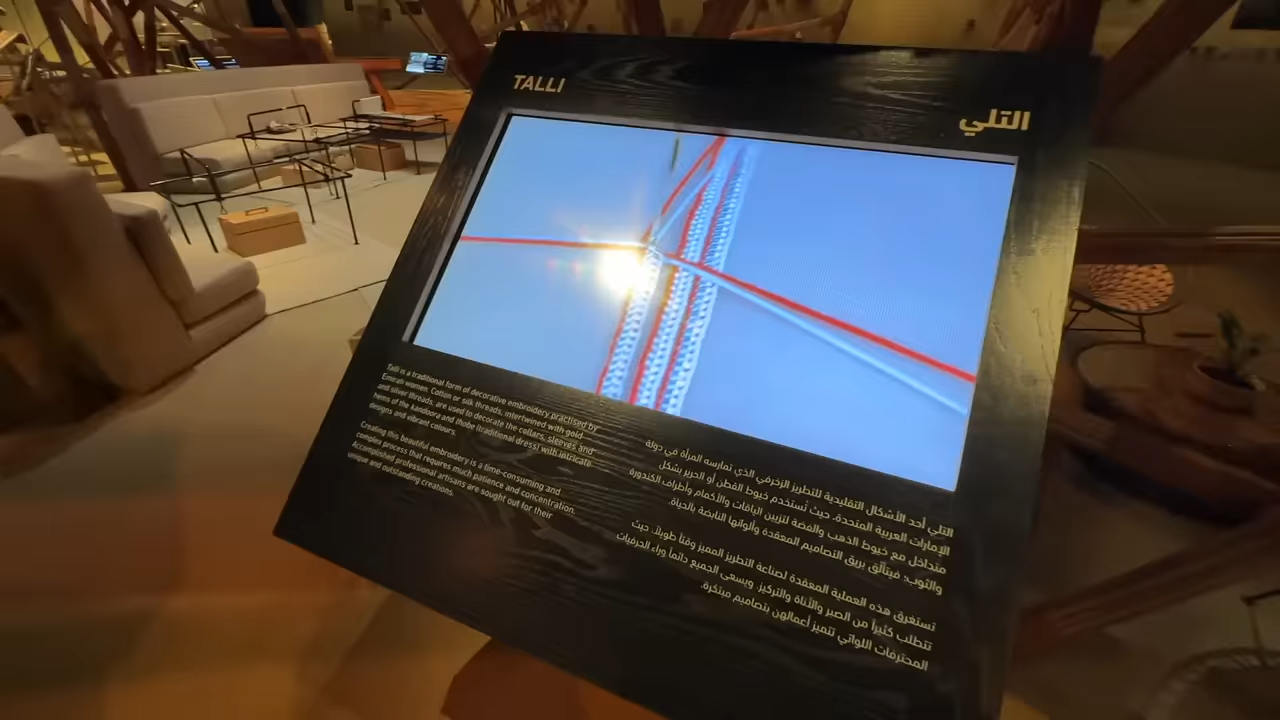 TALLI
التلي
Talli is a traditional form of decorative embroidery practised by
Emirati women. Cotton or silk threads, intertwined with gold
and silver threads, are used to decorate the collars, sleeves and
hems of the kandoora and thobe (traditional dress) with intricate
designs and vibrant colours.
Creating this beautiful embroidery is a time-consuming and
complex process that requires much patience and concentration.
Accomplished professional artisans are sought out for their
unique and outstanding creations.
التلي أحد الأشكال التقليدية للتطريز الزخرفي الذي تمارسه المرأة في دولة
الإمارات العربية المتحدة، حيث تُستخدم خيوط القطن أو الحرير بشكل
متداخل مع خيوط الذهب والفضة لتزيين الياقات والأكمام وأطراف الكندورة
والثوب؛ فيتألق بريق التصاميم المعقدة وألوانها النابضة بالحياة.
تستغرق هذه العملية المعقدة لصناعة التطريز المميز وقتاً طويلاً، حيث
تتطلب كثيراً من الصبر والأناة والتركيز. ويسعى الجميع دائماً وراء الحرفيات
المحترفات اللواتي تتميز أعمالهن بتصاميم مبتكرة.